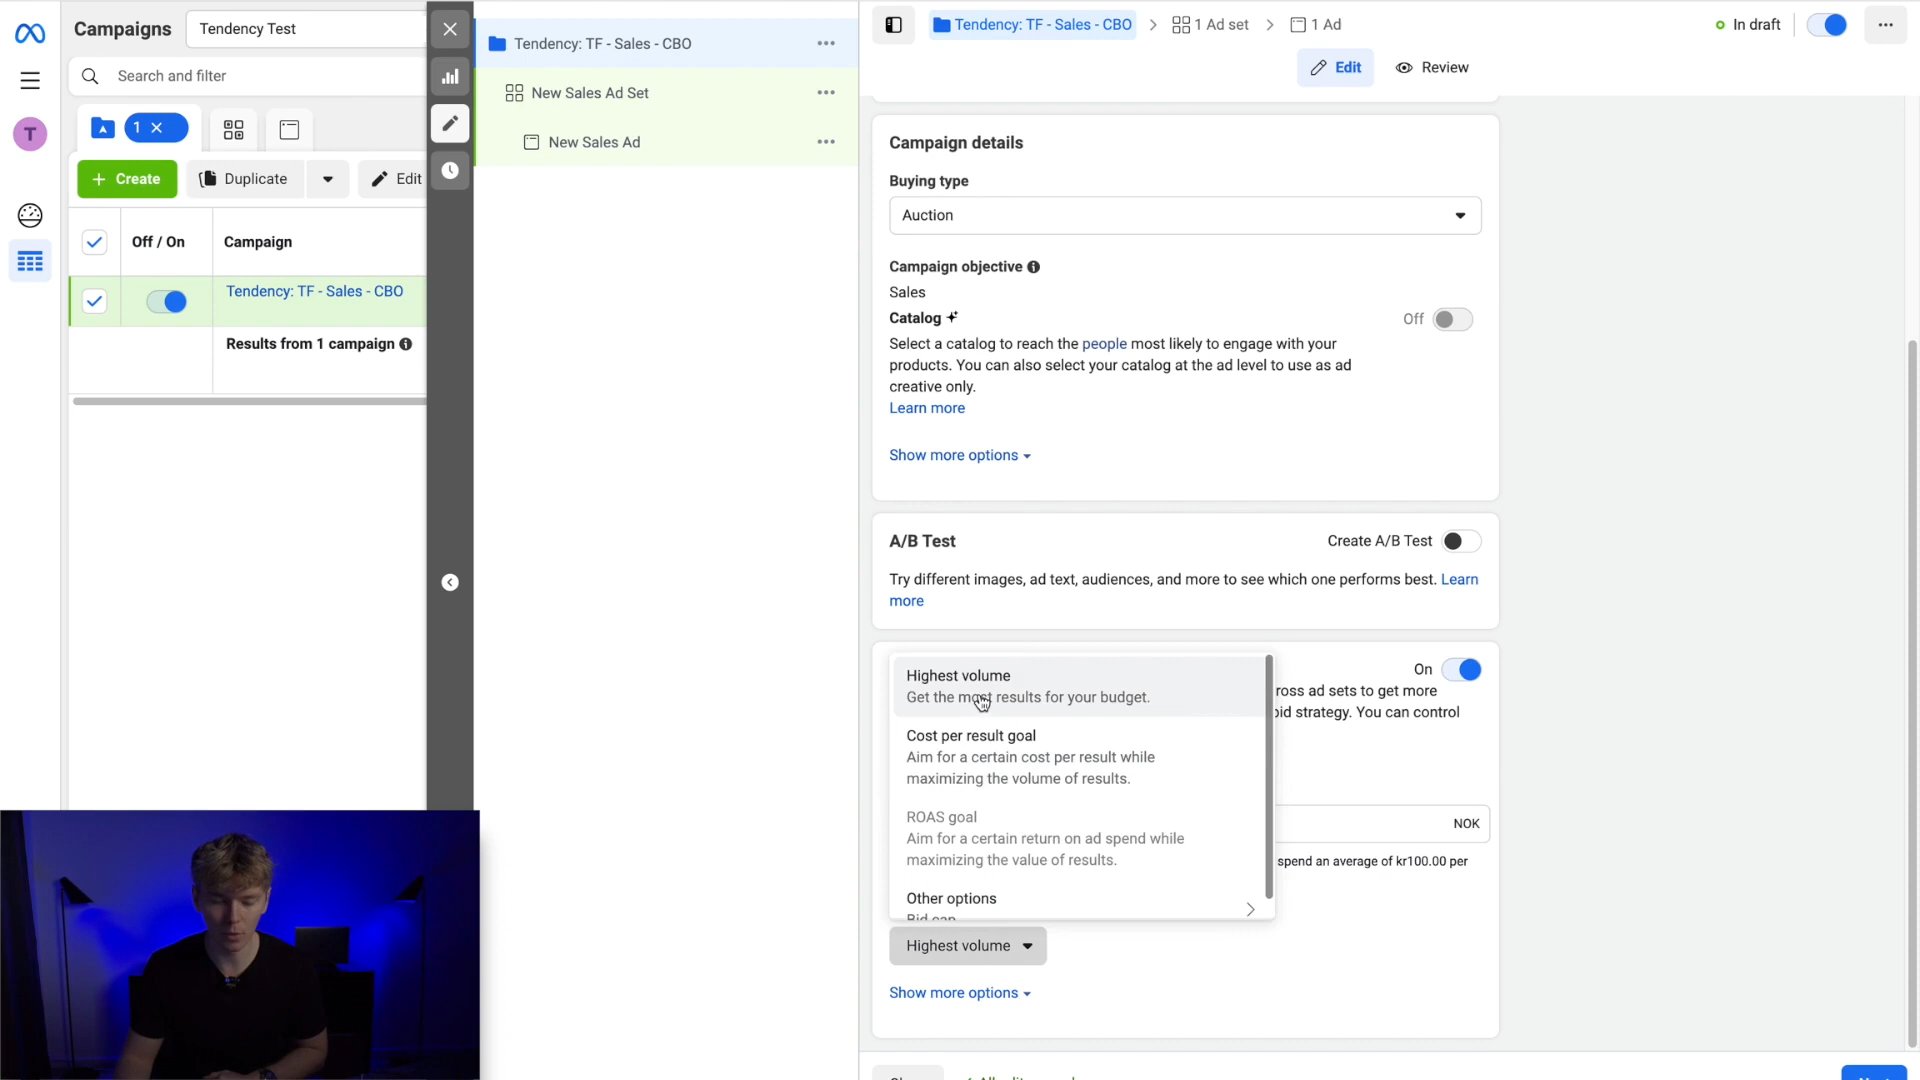 Campaigns
Tendency Test
Search and filter
T
1
Create
Duplicate
Edit
Off / On
Campaign
Tendency: TF - Sales - CBO
Results from 1 campaign
Tendency: TF - Sales - CBO
New Sales Ad Set
New Sales Ad
Tendency: TF - Sales - CBO
1 Ad set
1 Ad
In draft
Edit
Review
Campaign details
Buying type
Auction
Campaign objective
Sales
Catalog
Off
Select a catalog to reach the people most likely to engage with your
products. You can also select your catalog at the ad level to use as ad
creative only.
Learn more
Show more options
A/B Test
Create A/B Test
Try different images, ad text, audiences, and more to see which one performs best. Learn
more
On
ross ad sets to get more
bid strategy. You can control
Highest volume
Get the most results for your budget.
Cost per result goal
Aim for a certain cost per result while
maximizing the volume of results.
ROAS goal
Aim for a certain return on ad spend while
maximizing the value of results.
Other options
Bid cap
NOK
spend an average of kr100.00 per
Highest volume
Show more options